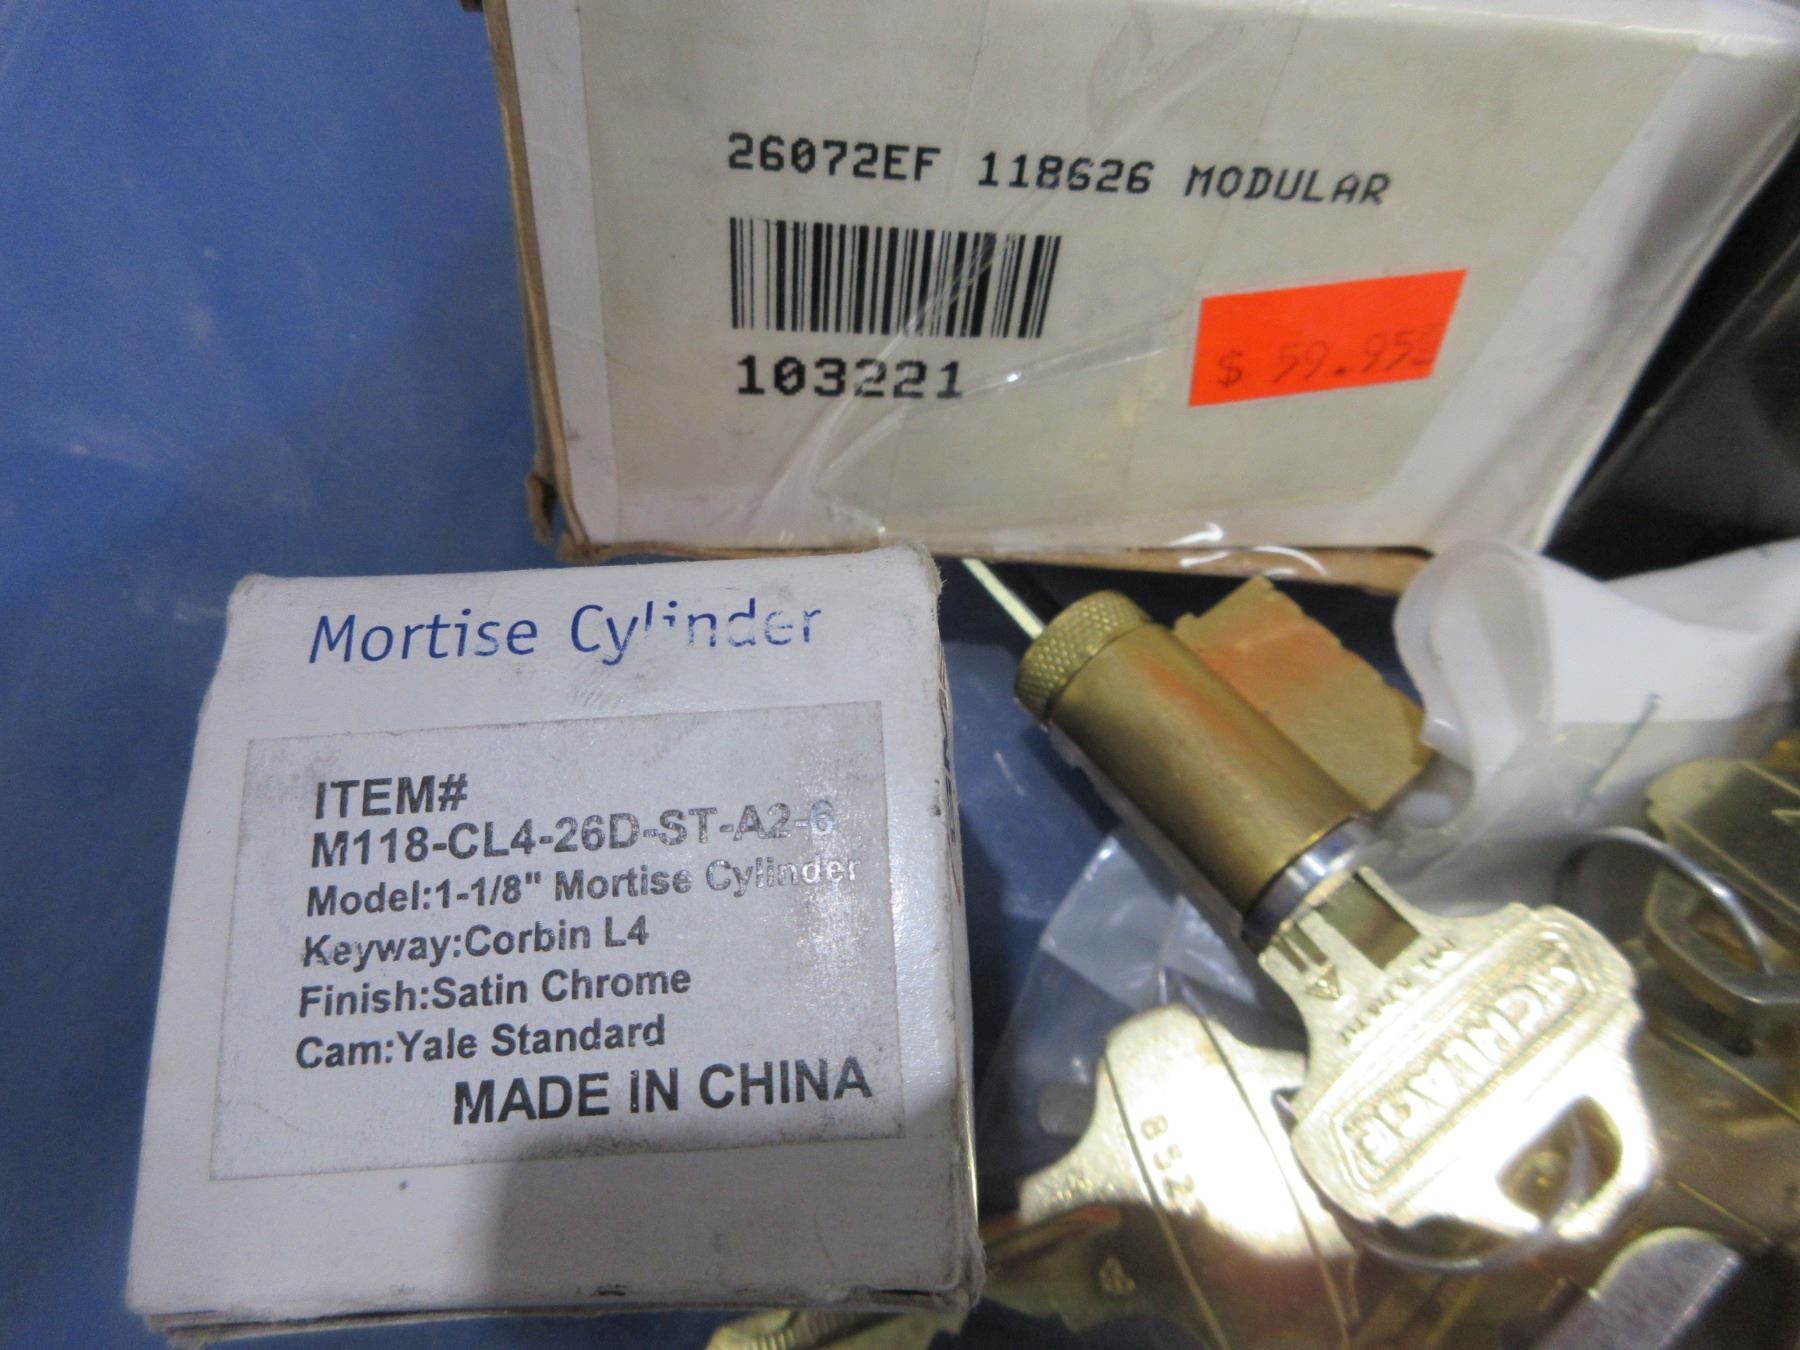 26072EF 118626 MODULAR
103221
$ 59.95
Mortise Cylinder
ITEM#
M118-CL4-26D-ST-A2-6
Model:1-1/8" Mortise Cylinder
Keyway:Corbin L4
Finish:Satin Chrome
Cam:Yale Standard
MADE IN CHINA
SCHLAGE